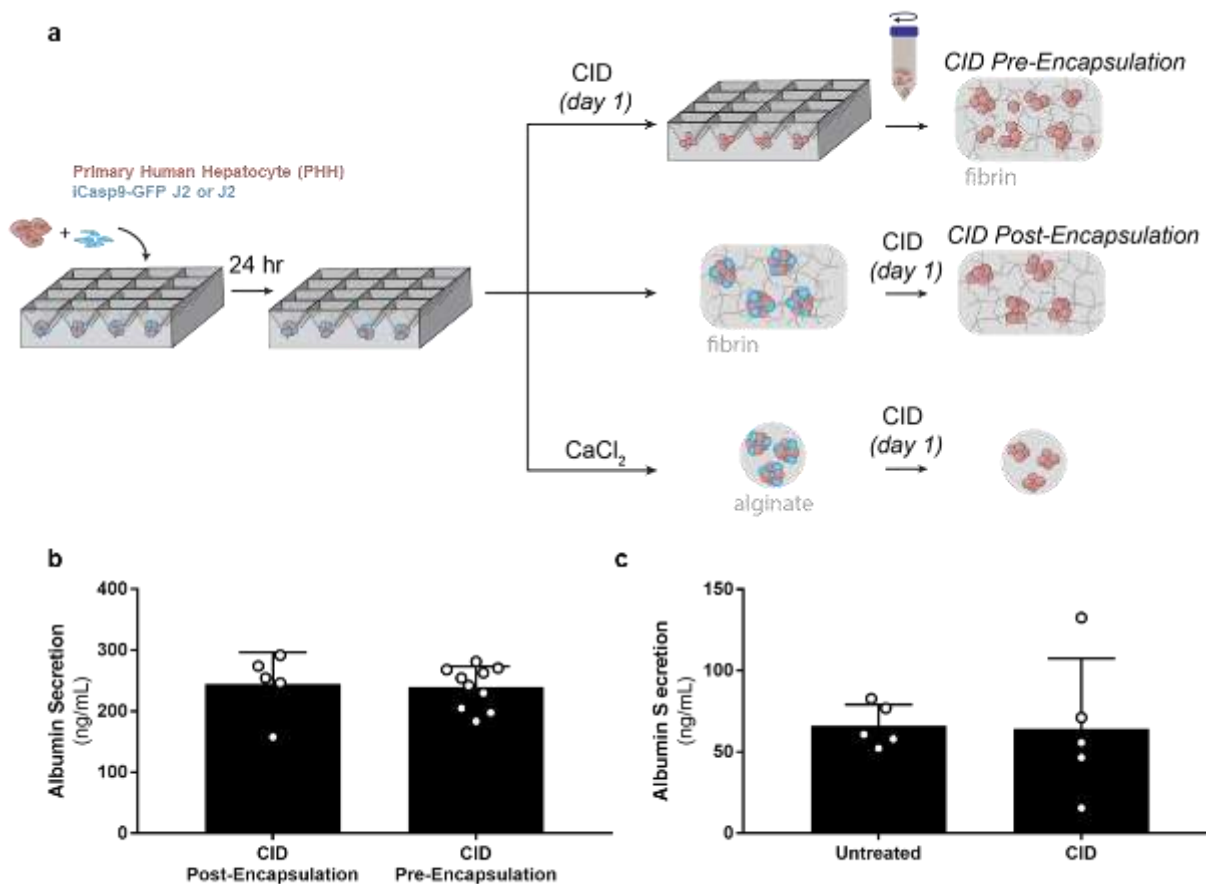 a
CID
(day 1)
CID Pre-Encapsulation
fibrin
Primary Human Hepatocyte (PHH)
iCasp9-GFP J2 or J2
+
24 hr
CID
(day 1)
CID Post-Encapsulation
fibrin
CaCl₂
CID
(day 1)
alginate
b
Albumin Secretion
(ng/mL)
400
300
200
100
0
CID
Post-Encapsulation
CID
Pre-Encapsulation
c
Albumin S ecretion
(ng/mL)
150
100
50
0
Untreated
CID